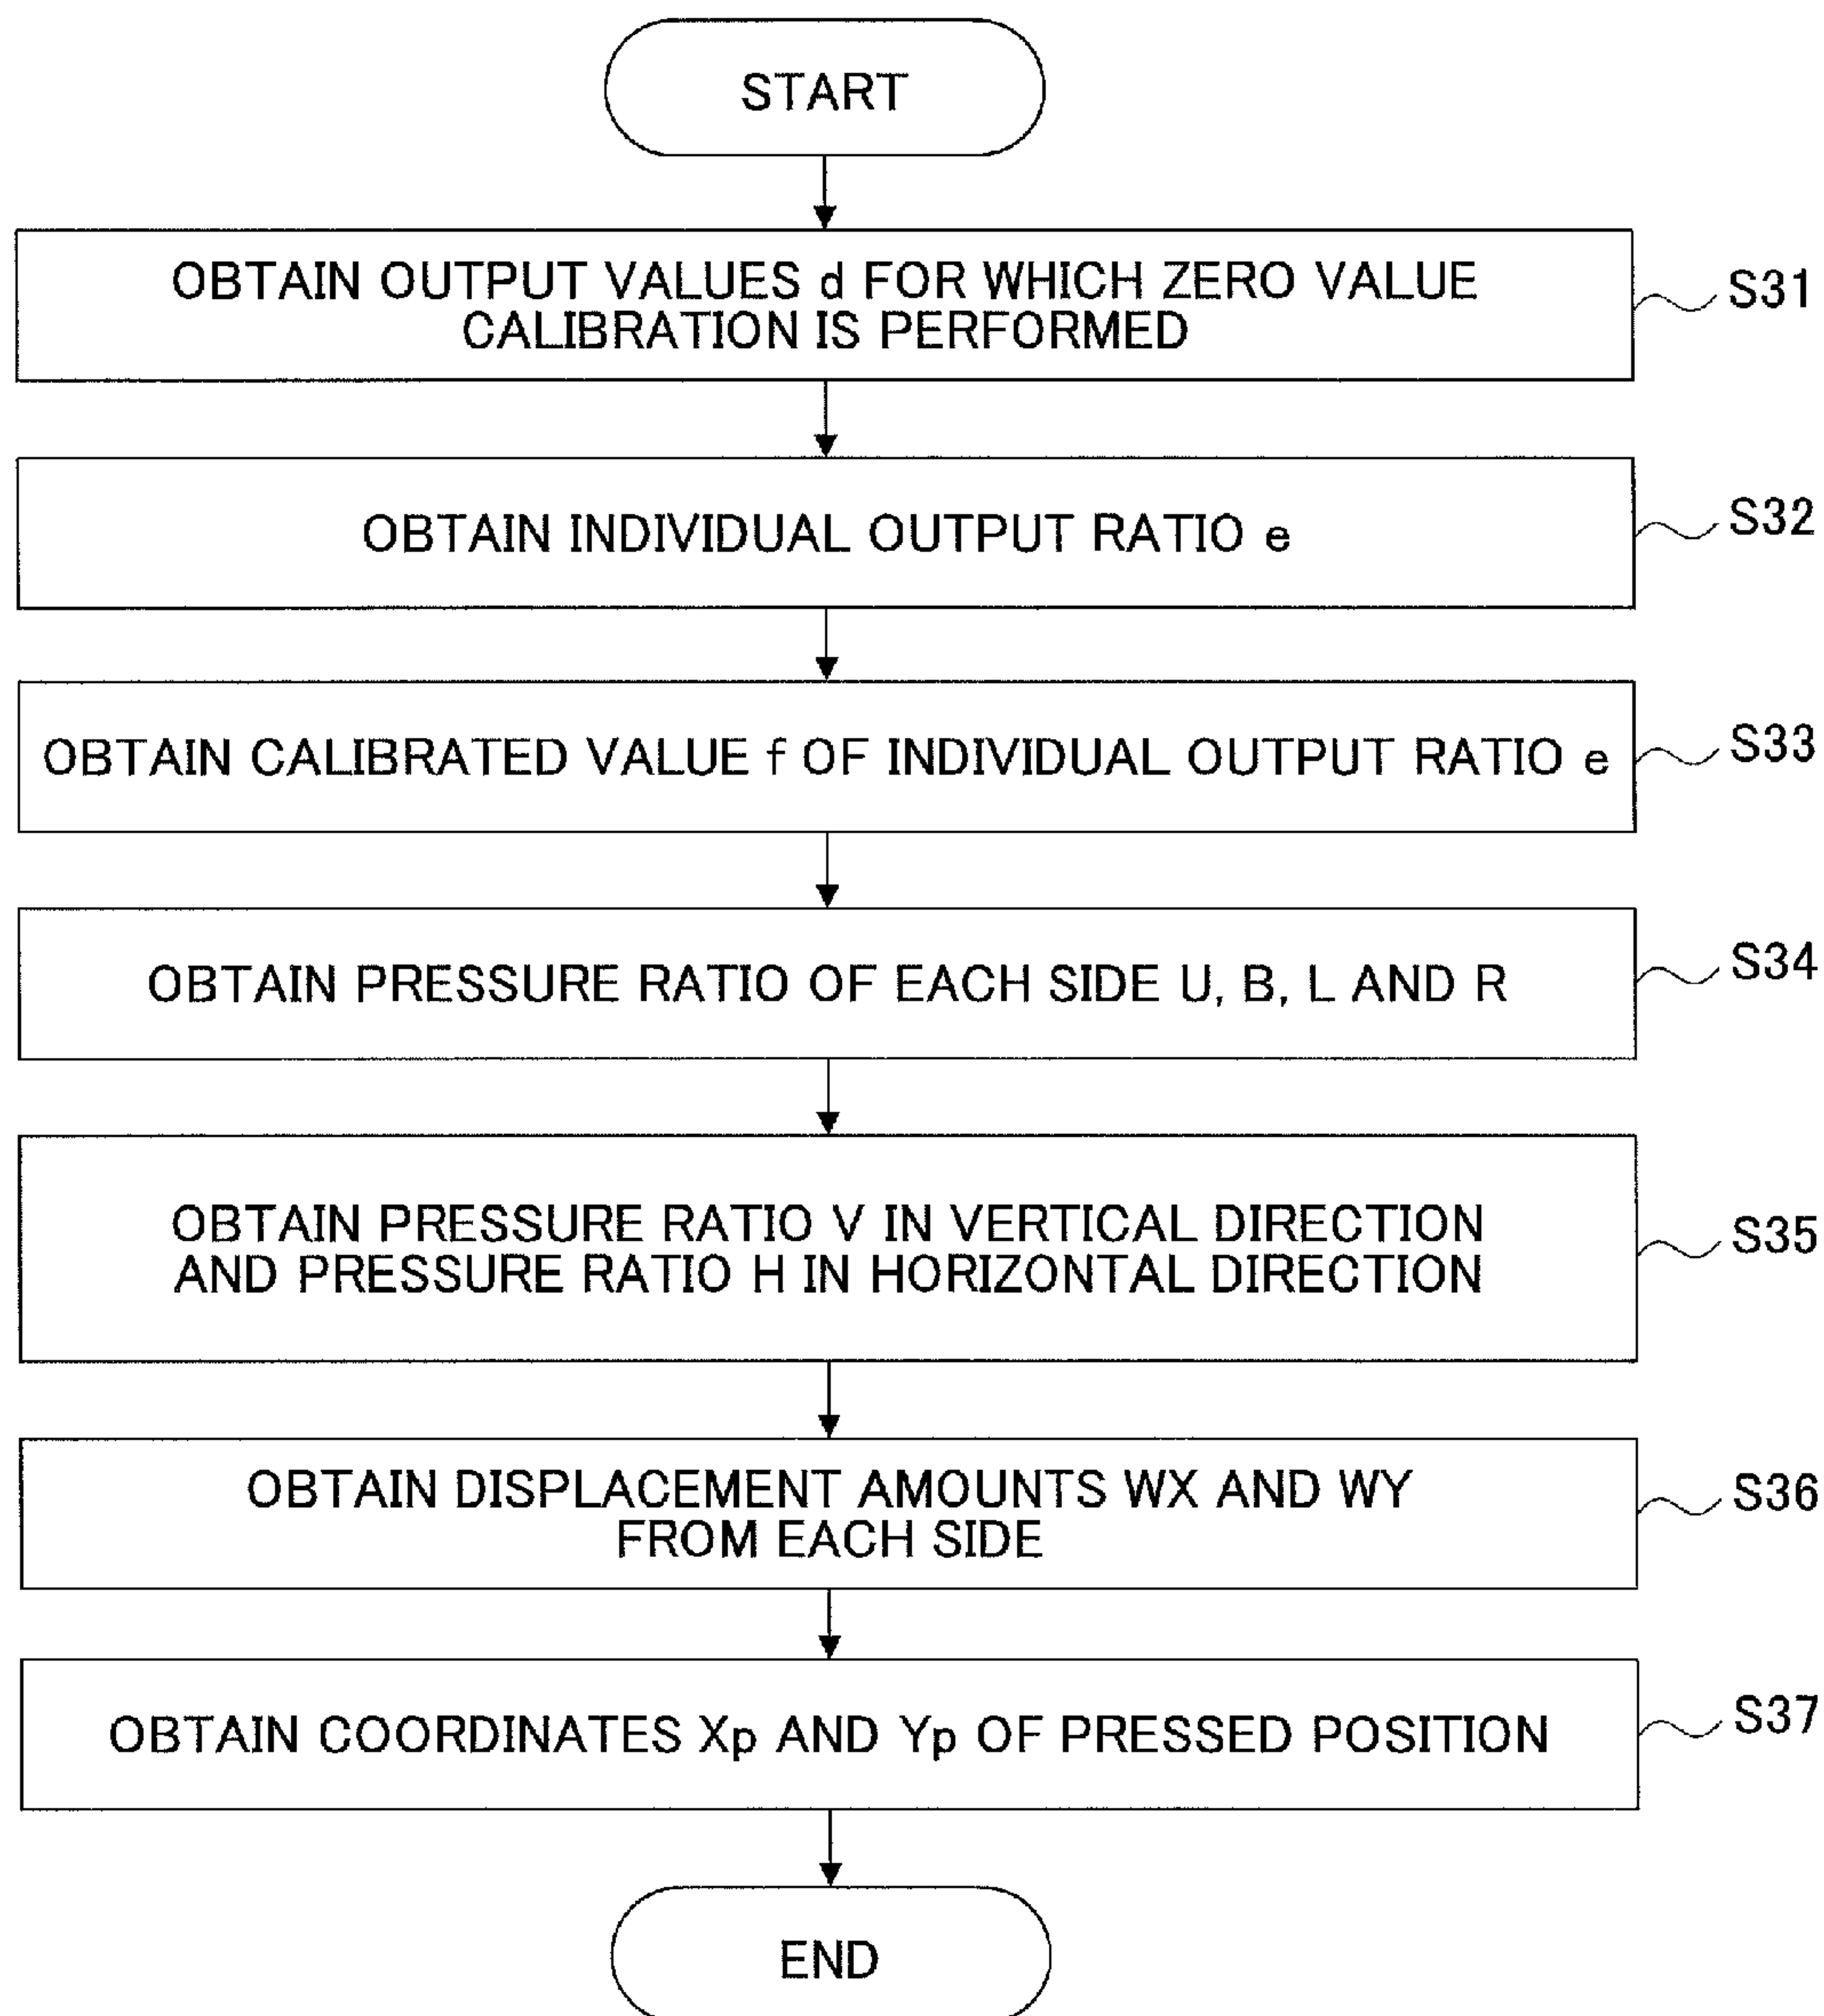 START
OBTAIN OUTPUT VALUES d FOR WHICH ZERO VALUE
CALIBRATION IS PERFORMED
S31
OBTAIN INDIVIDUAL OUTPUT RATIO e
S32
OBTAIN CALIBRATED VALUE f OF INDIVIDUAL OUTPUT RATIO e
S33
OBTAIN PRESSURE RATIO OF EACH SIDE U, B, L AND R
S34
OBTAIN PRESSURE RATIO V IN VERTICAL DIRECTION
AND PRESSURE RATIO H IN HORIZONTAL DIRECTION
S35
OBTAIN DISPLACEMENT AMOUNTS WX AND WY
FROM EACH SIDE
S36
OBTAIN COORDINATES Xp AND Yp OF PRESSED POSITION
S37
END